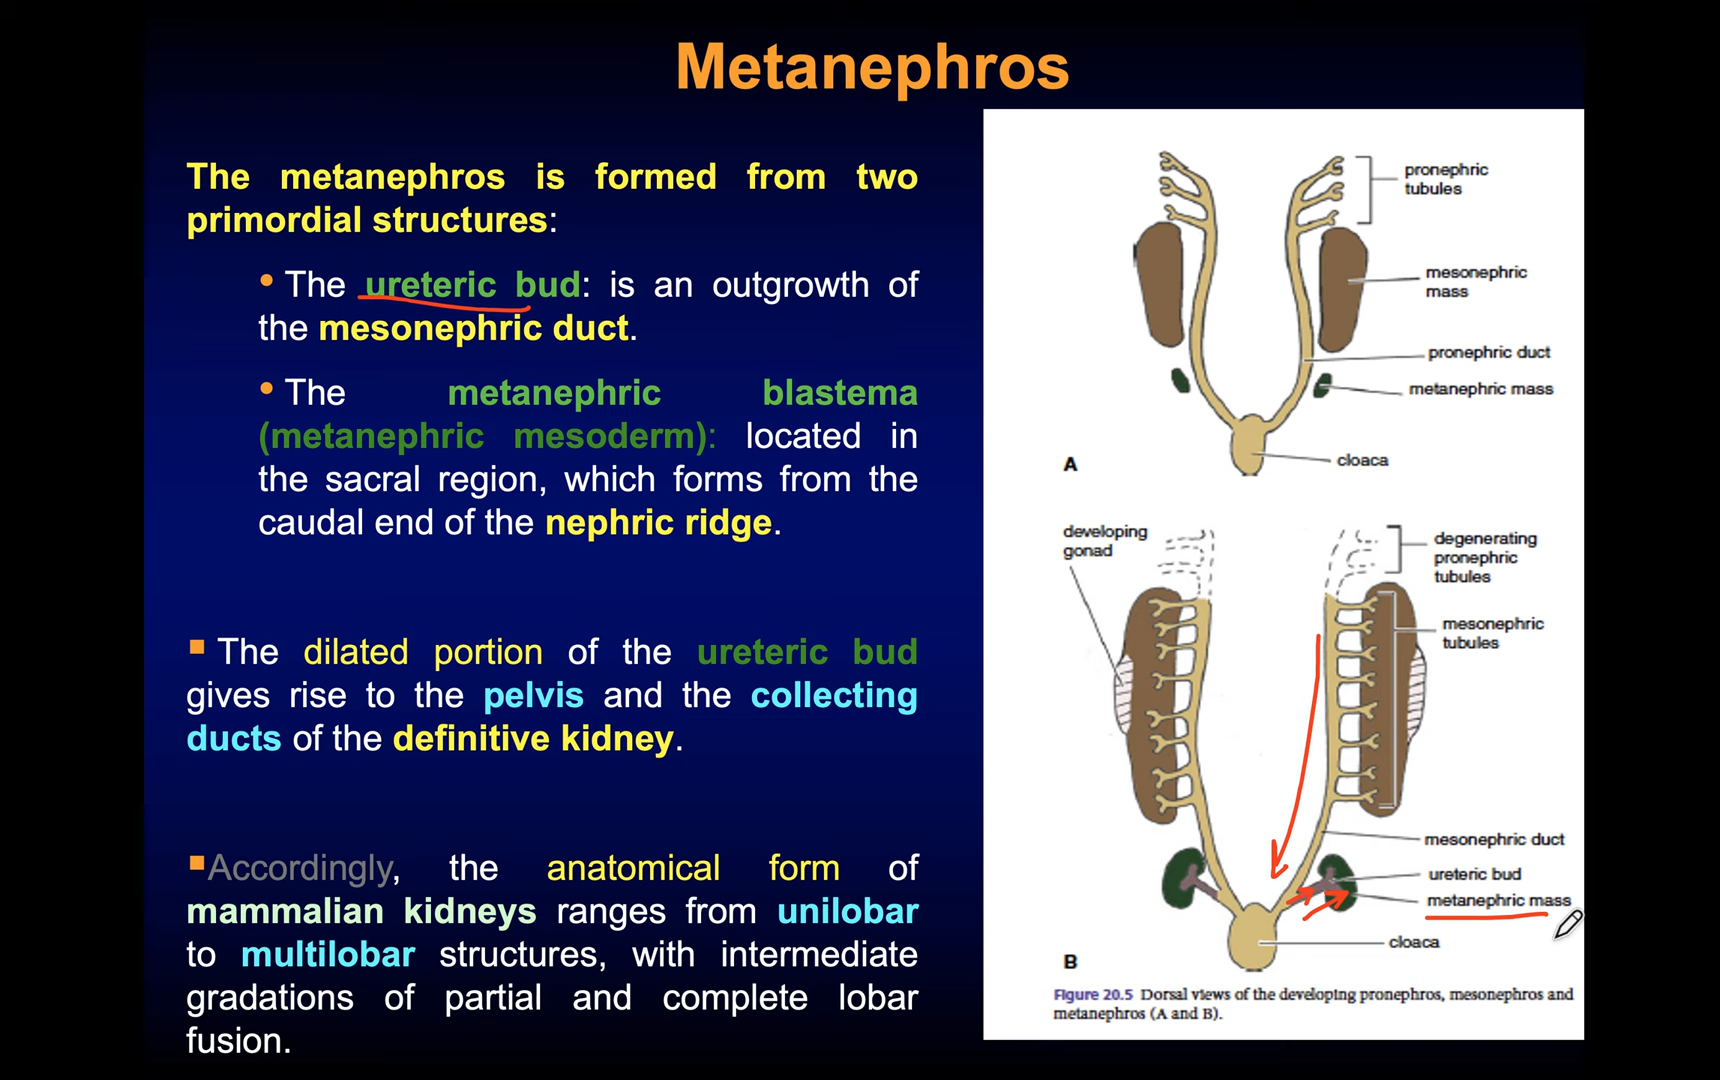 Metanephros
The metanephros is formed from two
primordial structures:
• The ureteric bud: is an outgrowth of
the mesonephric duct.
• The metanephric blastema
(metanephric mesoderm): located in
the sacral region, which forms from the
caudal end of the nephric ridge.
▪ The dilated portion of the ureteric bud
gives rise to the pelvis and the collecting
ducts of the definitive kidney.
▪Accordingly, the anatomical form of
mammalian kidneys ranges from unilobar
to multilobar structures, with intermediate
gradations of partial and complete lobar
fusion.
pronephric
tubules
mesonephric
mass
pronephric duct
metanephric mass
cloaca
A
developing
gonad
degenerating
pronephric
tubules
mesonephric
tubules
mesonephric duct
ureteric bud
metanephric mass
cloaca
B
Figure 20.5 Dorsal views of the developing pronephros, mesonephros and
metanephros (A and B).